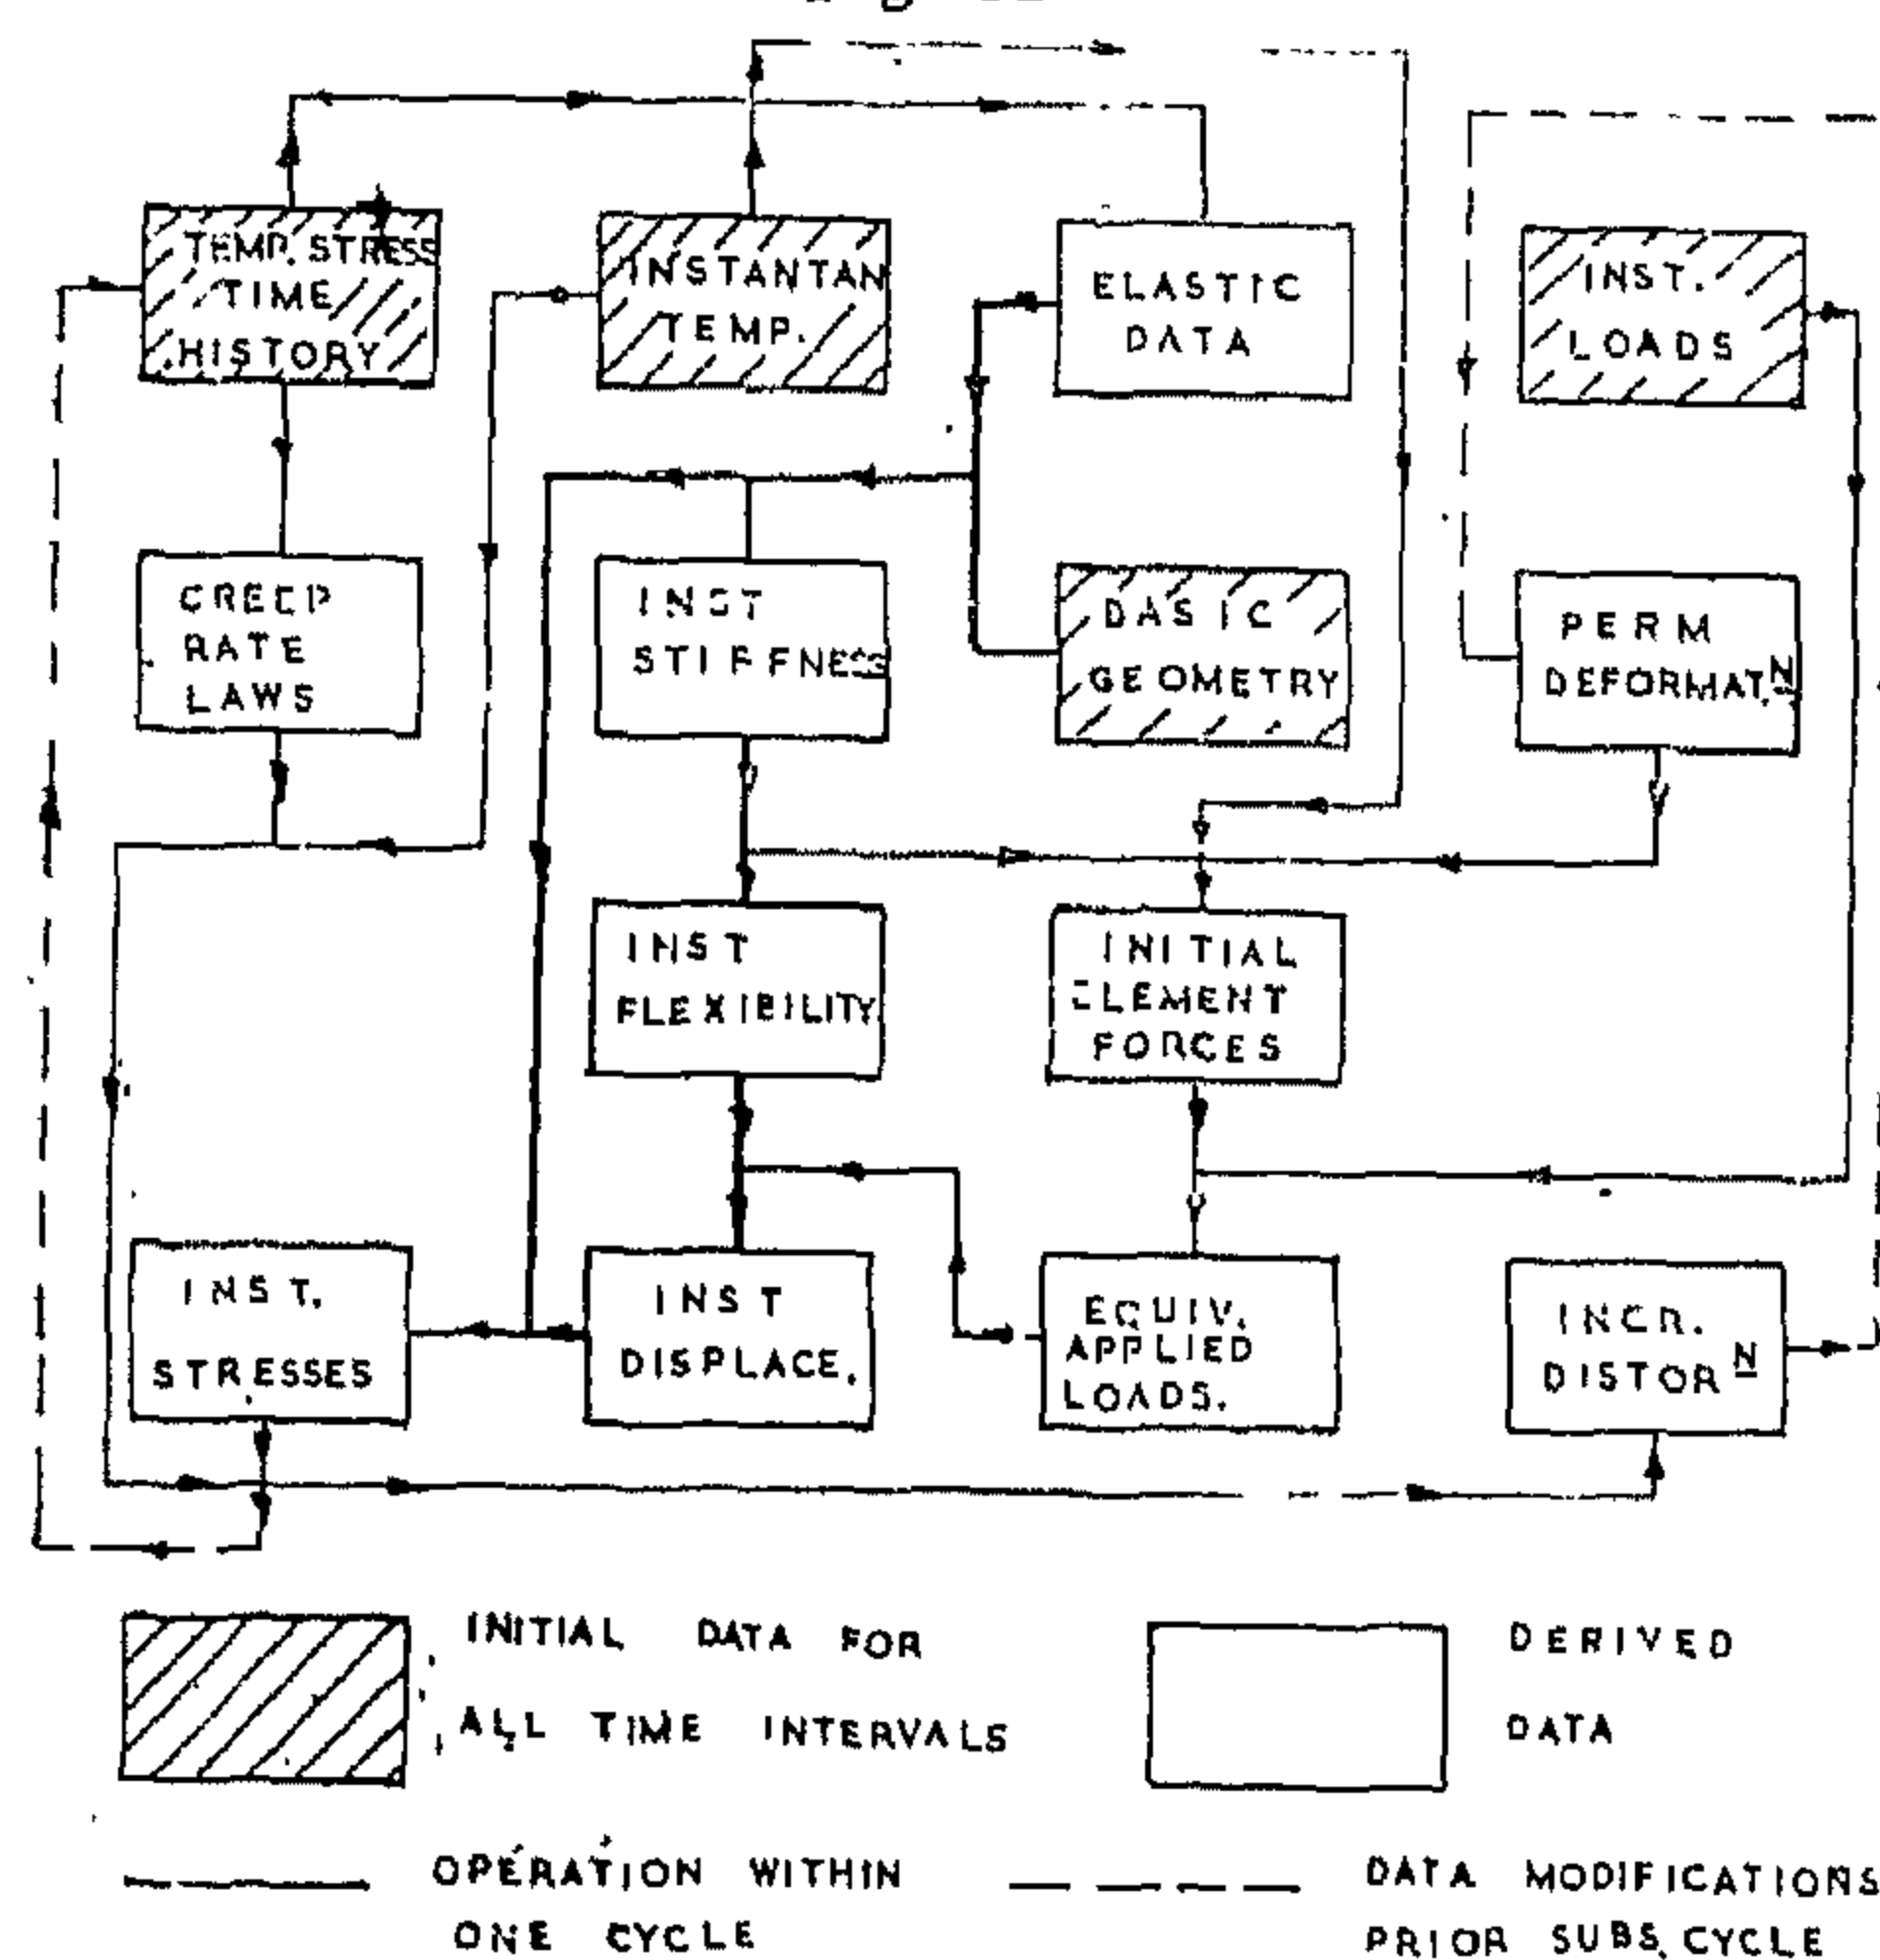 TEMP. STRESS
TIME
HISTORY
INSTANTAN
TEMP.
ELASTIC
DATA
INST.
LOADS
CREEP
RATE
LAWS
INST
STIFFNESS
BASIC
GEOMETRY
PERM
DEFORMAT.N
INST
FLEXIBILITY
INITIAL
ELEMENT
FORCES
INST.
STRESSES
INST
DISPLACE.
EQUIV.
APPLIED
LOADS.
INCR.
DISTOR N
INITIAL DATA FOR
ALL TIME INTERVALS
DERIVED
DATA
OPERATION WITHIN
ONE CYCLE
DATA MODIFICATIONS
PRIOR SUBS. CYCLE